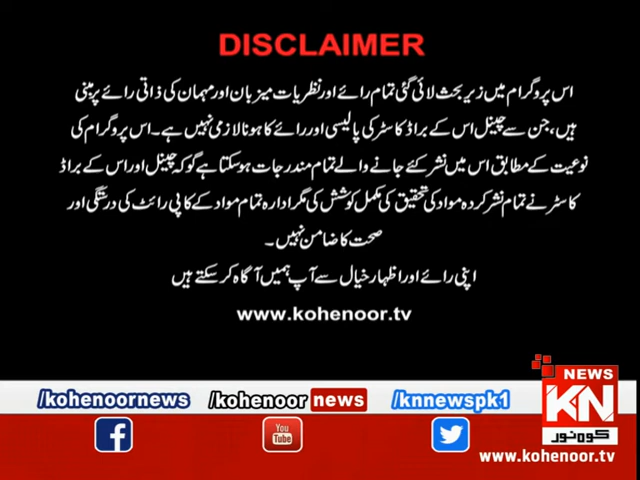 DISCLAIMER
اس پروگرام میں زیر بحث لائی گئی تمام رائے اور نظریات میزبان اور مہمان کی ذاتی رائے پر مبنی
ہیں، جن سے چینل اس کے براڈ کاسٹر کی پالیسی اور رائے کا ہونا لازمی نہیں ہے۔ اس پروگرام کی
نوعیت کے مطابق اس میں نشر کئے جانے والے تمام مندرجات ہو سکتا ہے گو کہ چینل اور اس کے براڈ
کاسٹر نے تمام نشر کردہ مواد کی تحقیق کی مکمل کوشش کی مگر ادارہ تمام مواد کے کاپی رائٹ کی درستگی اور
صحت کا ضامن نہیں۔
اپنی رائے اور اظہار خیال سے آپ ہمیں آگاہ کر سکتے ہیں
www.kohenoor.tv
/kohenoornews
/kohenoor news
/knnewspk1
NEWS
KN
کوہ نور
f
You
Tube
www.kohenoor.tv